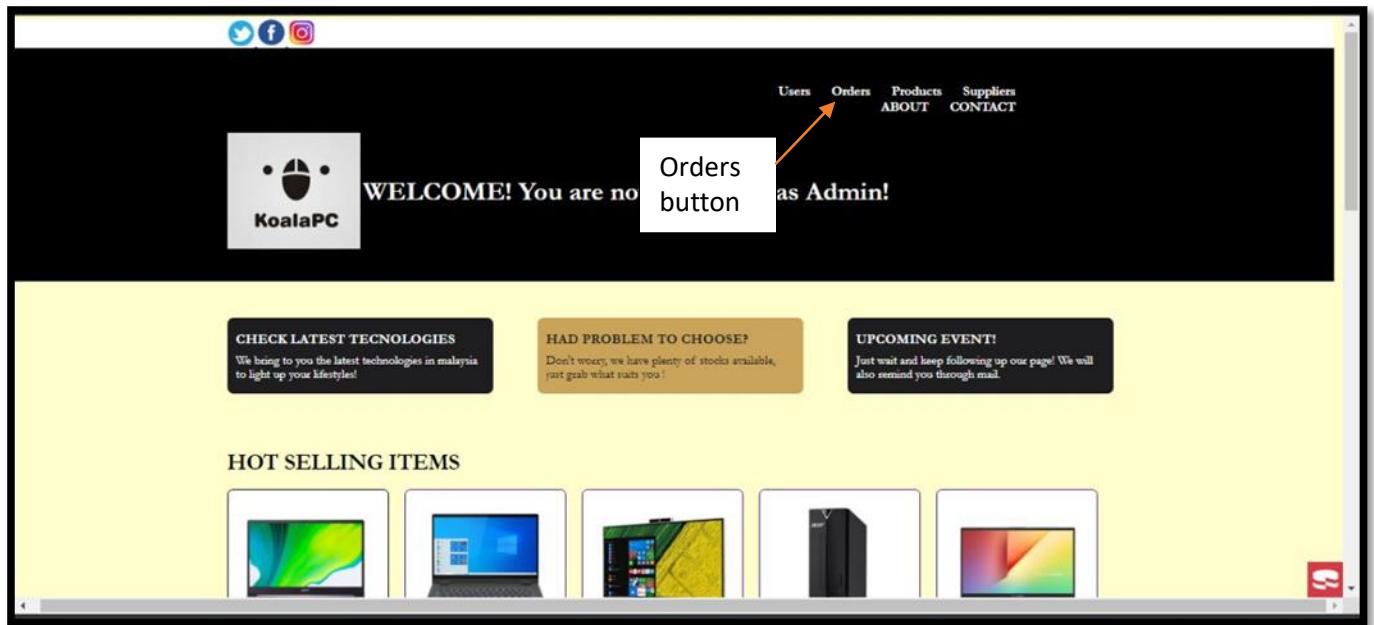 Users Orders Products Suppliers
ABOUT CONTACT
Orders
button
KoalaPC
WELCOME! You are no as Admin!
CHECK LATEST TECNOLOGIES
We bring to you the latest technologies in malaysia
to light up your lifestyles!
HAD PROBLEM TO CHOOSE?
Don't worry, we have plenty of stocks available,
just grab what suits you !
UPCOMING EVENT!
Just wait and keep following up our page! We will
also remind you through mail.
HOT SELLING ITEMS